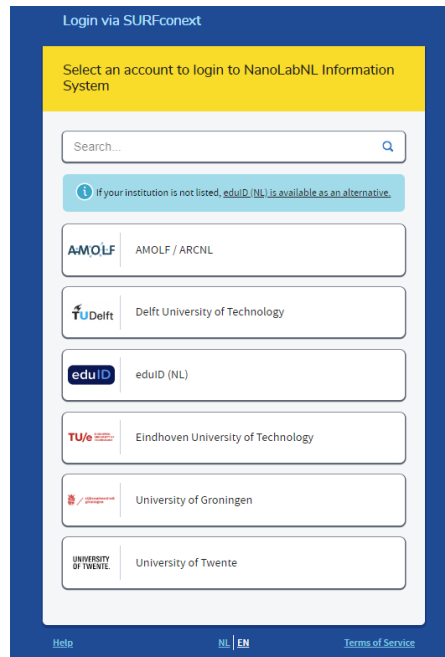 Login via
SURFconext
Select an account to login to NanoLabNL Information
System
Search...
i If your institution is not listed, eduID (NL) is available as an alternative.
AMOLF AMOLF / ARCNL
TUDelft Delft University of Technology
eduID eduID (NL)
TU/e Eindhoven University of Technology
University of Groningen
UNIVERSITY
OF TWENTE. University of Twente
Help NL EN Terms of Service